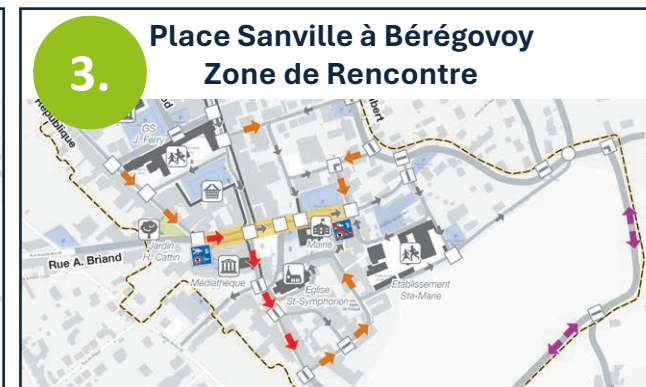 3.
Place Sanville à Bérégovoy
Zone de Rencontre
République
GS
J. Ferry
Jardin
H. Cattin
Rue A. Briand
Médiathèque
Mairie
Eglise
St-Symphorien
Etablissement
Ste-Marie